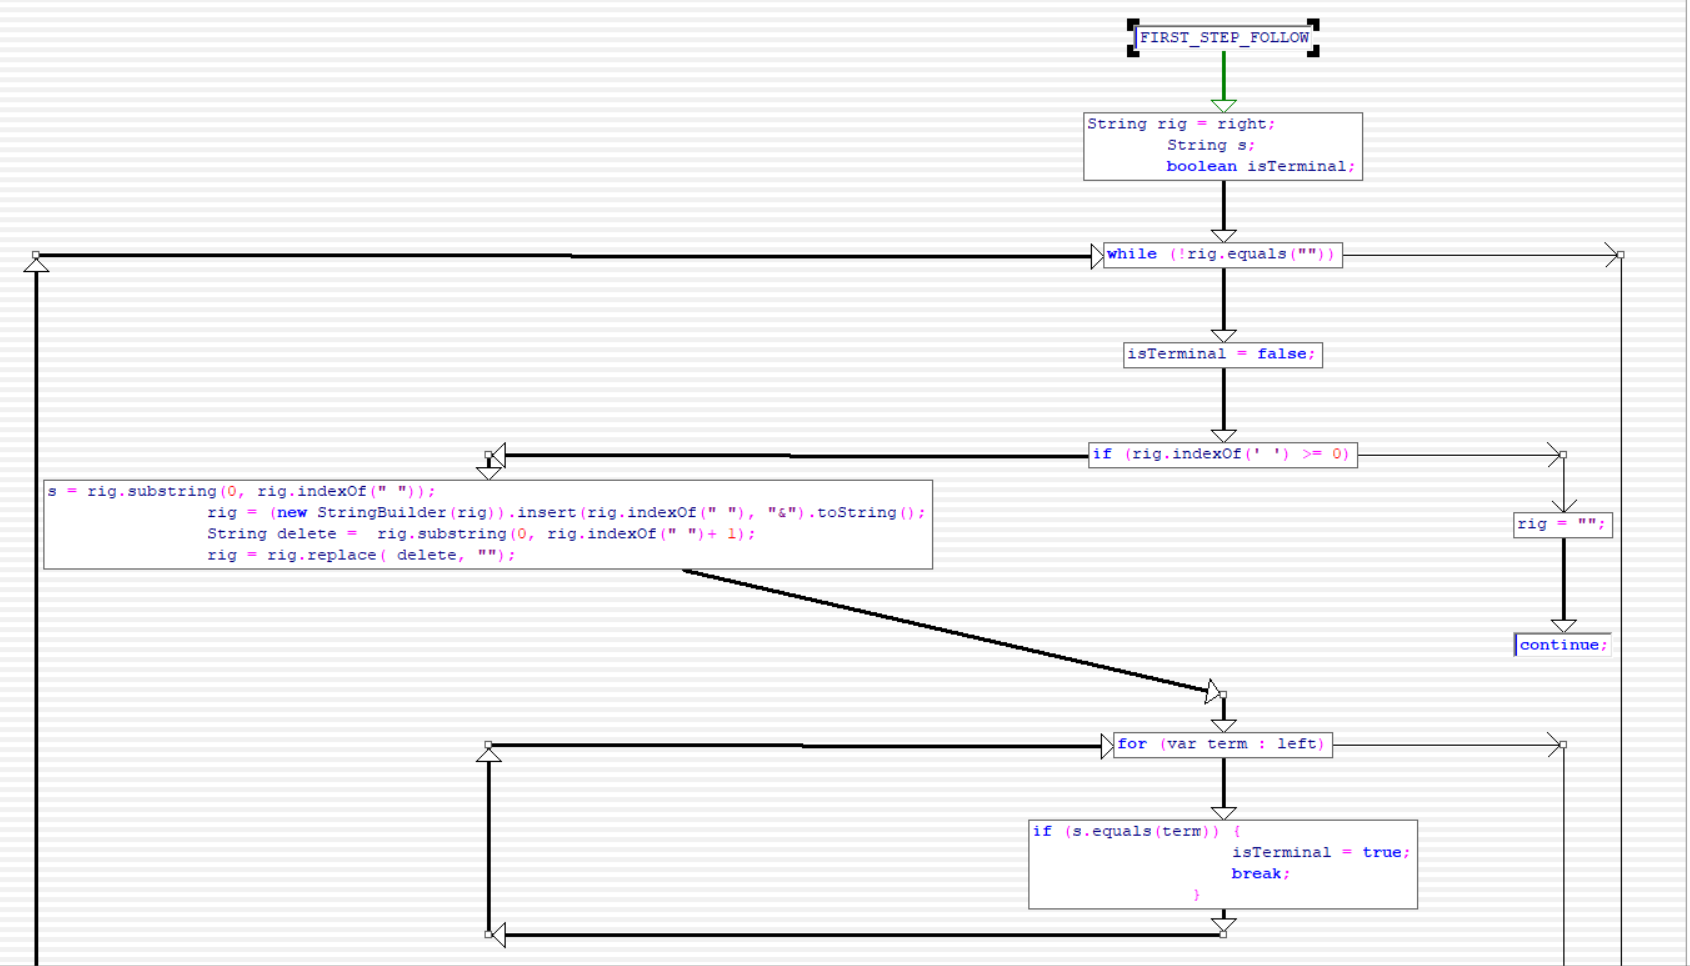 FIRST_STEP_FOLLOW
String rig = right;
String s;
boolean isTerminal;
while (!rig.equals(""))
isTerminal = false;
if (rig.indexOf(' ') >= 0)
s = rig.substring(0, rig.indexOf(" "));
rig = (new StringBuilder(rig)).insert(rig.indexOf(" "), "&").toString();
String delete =  rig.substring(0, rig.indexOf(" ")+ 1);
rig = rig.replace( delete, "");
rig = "";
continue;
for (var term : left)
if (s.equals(term)) {
isTerminal = true;
break;
}